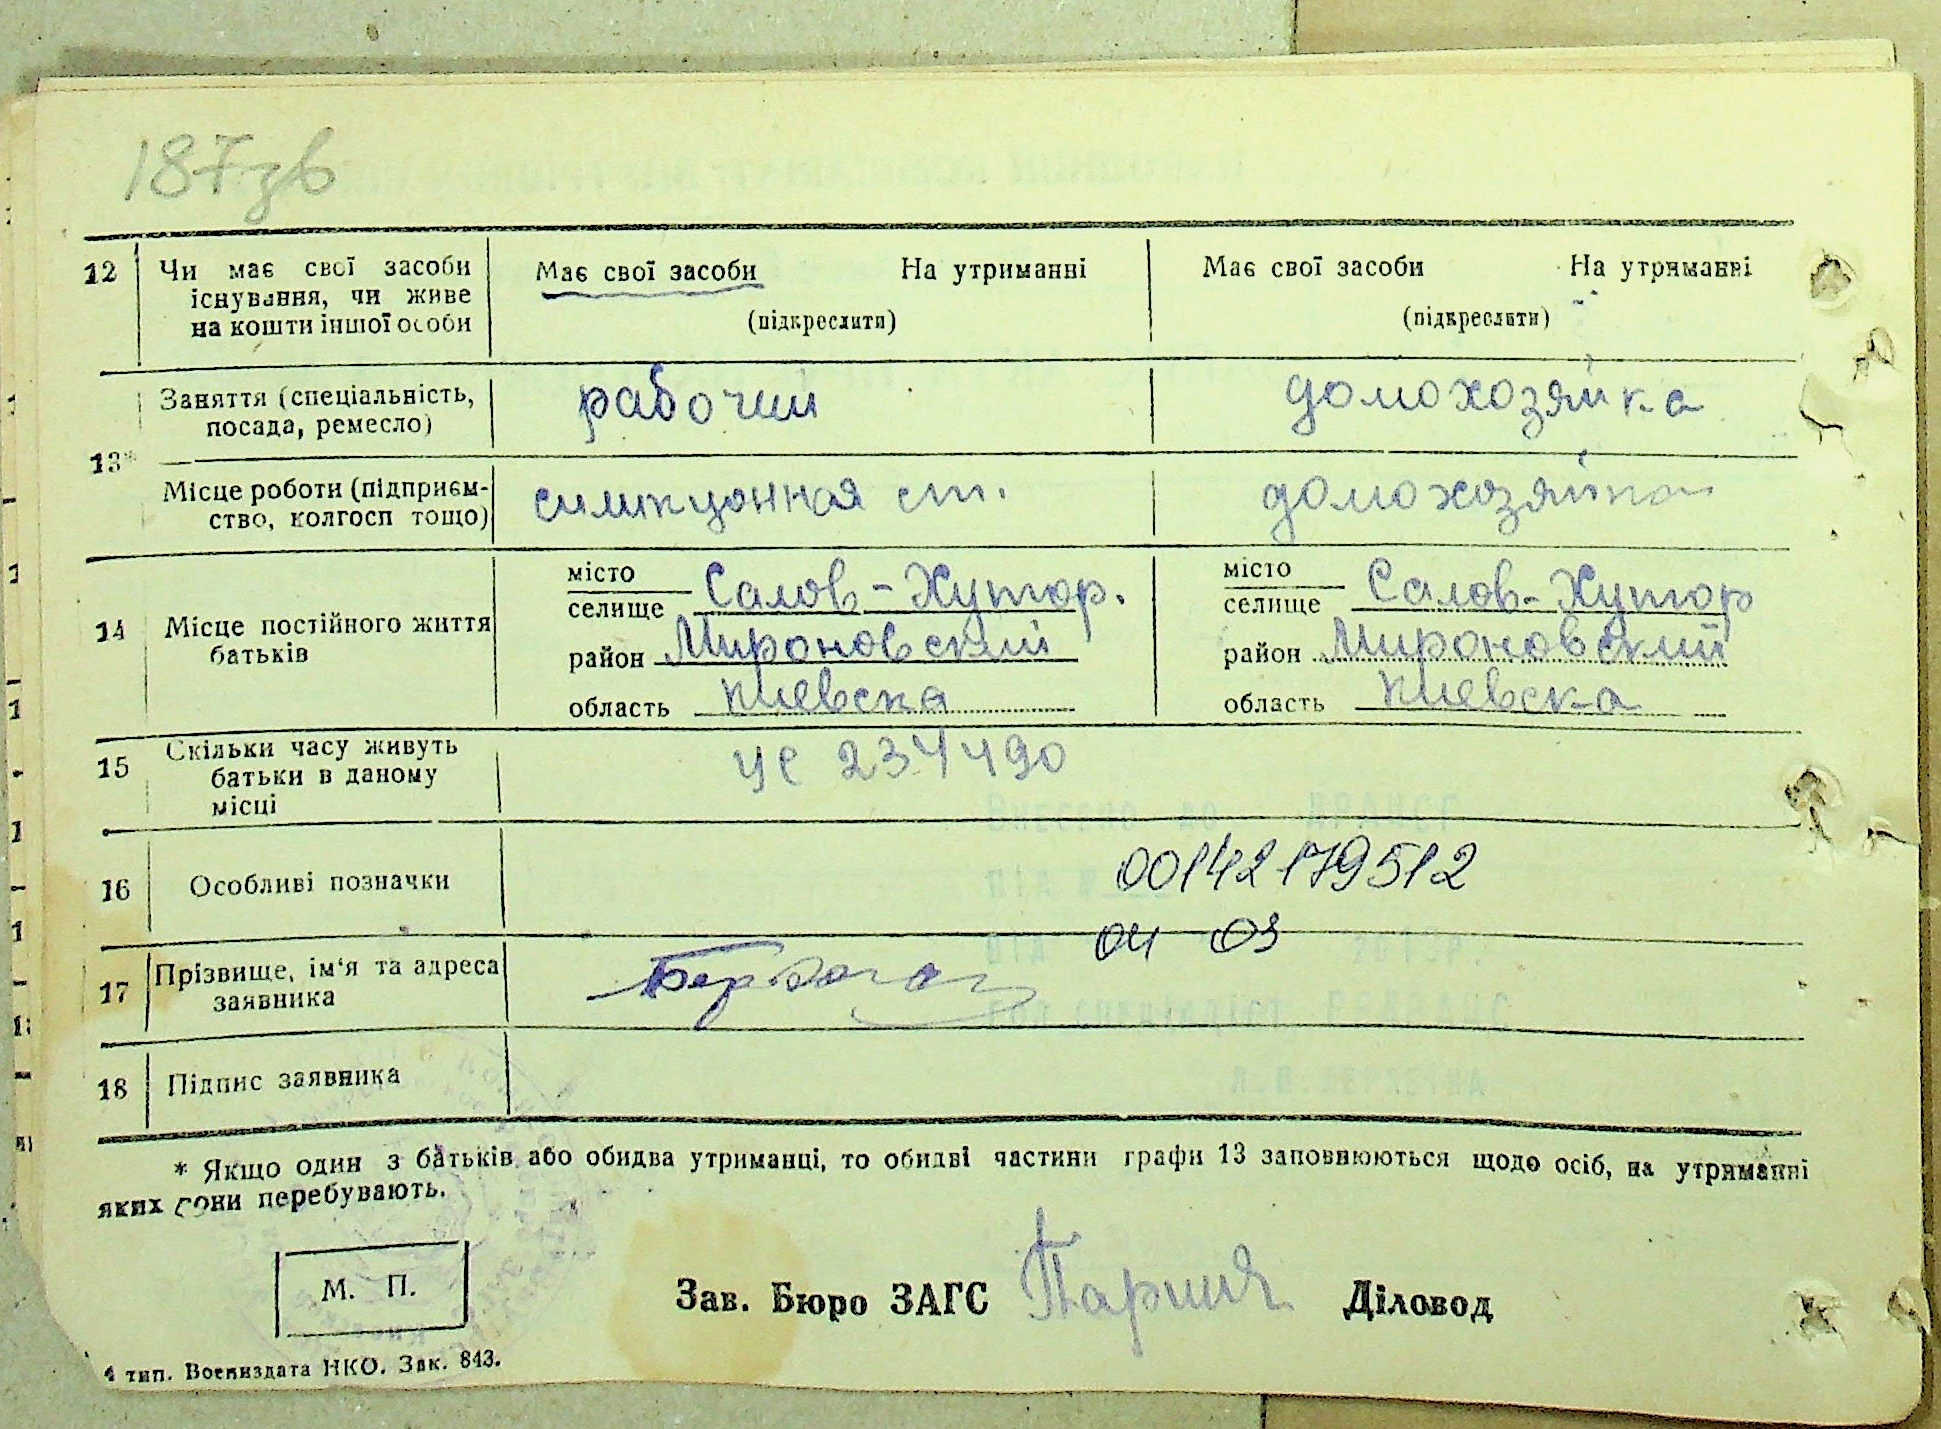 187зв
12 Чи має свої засоби існування, чи живе на кошти іншої особи
Має свої засоби На утриманні
(підкреслити)
Має свої засоби На утриманні
(підкреслити)
13* Заняття (спеціальність, посада, ремесло)
рабочий
домохозяйка
Місце роботи (підприєм-
ство, колгосп тощо)
ст.
домохозяйка
14 Місце постійного життя батьків
місто
селище Салов-Хутор.
район Мироновский
область Киевска
місто
селище Салов-Хутор
район Мироновский
область Киевска
15 Скільки часу живуть батьки в даному місці
УС 234490
16 Особливі позначки
00142179512
04 03
17 Прізвище, ім'я та адреса заявника
18 Підпис заявника
* Якщо один з батьків або обидва утриманці, то обидві частини графи 13 заповнюються щодо осіб, на утриманні
яких вони перебувають.
М. П.
Зав. Бюро ЗАГС Діловод
4 тип. Воениздата НКО. Зак. 843.